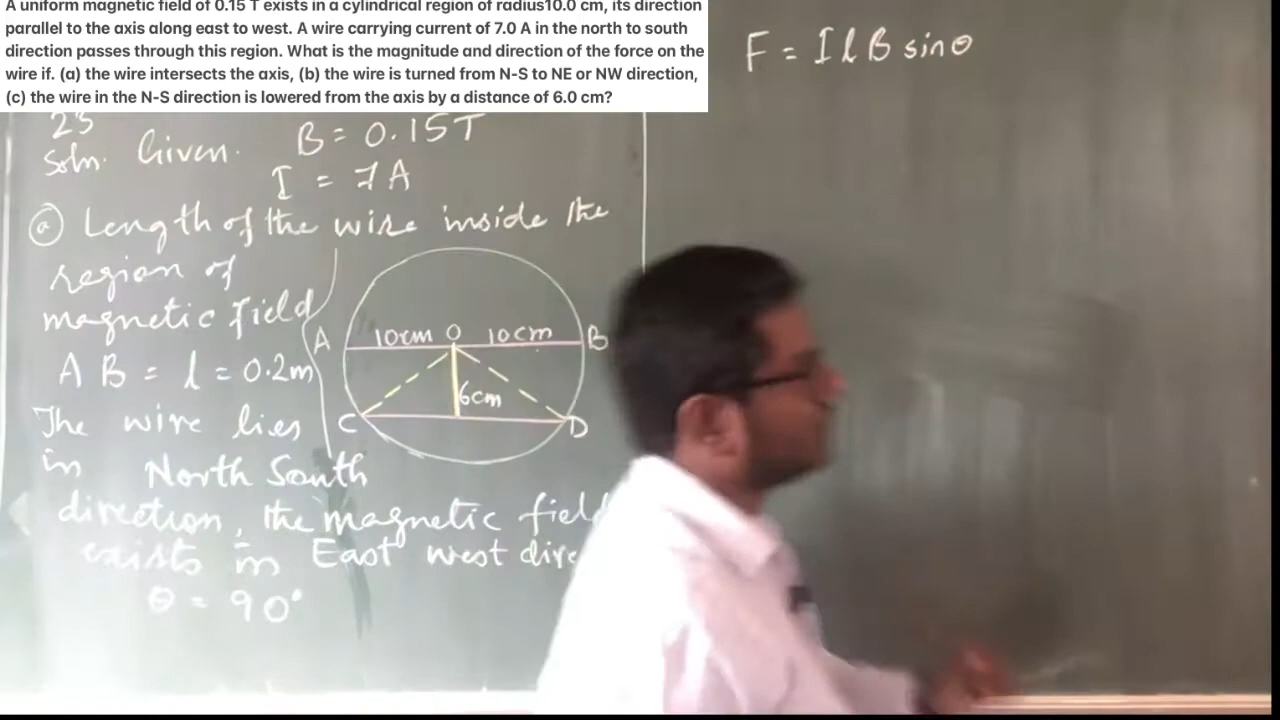 A uniform magnetic field of 0.15 T exists in a cylindrical region of radius10.0 cm, its direction
parallel to the axis along east to west. A wire carrying current of 7.0 A in the north to south
direction passes through this region. What is the magnitude and direction of the force on the
wire if. (a) the wire intersects the axis, (b) the wire is turned from N-S to NE or NW direction,
(c) the wire in the N-S direction is lowered from the axis by a distance of 6.0 cm?
F = I l B sinθ
23
Soln. Given. B = 0.15T
I = 7A
(a) Length of the wire inside the
region of
magnetic field
A 10cm O 10cm B
A B = l = 0.2m
6cm
C D
The wire lies
in North South
direction, the magnetic field
exists in East west dire
θ = 90°